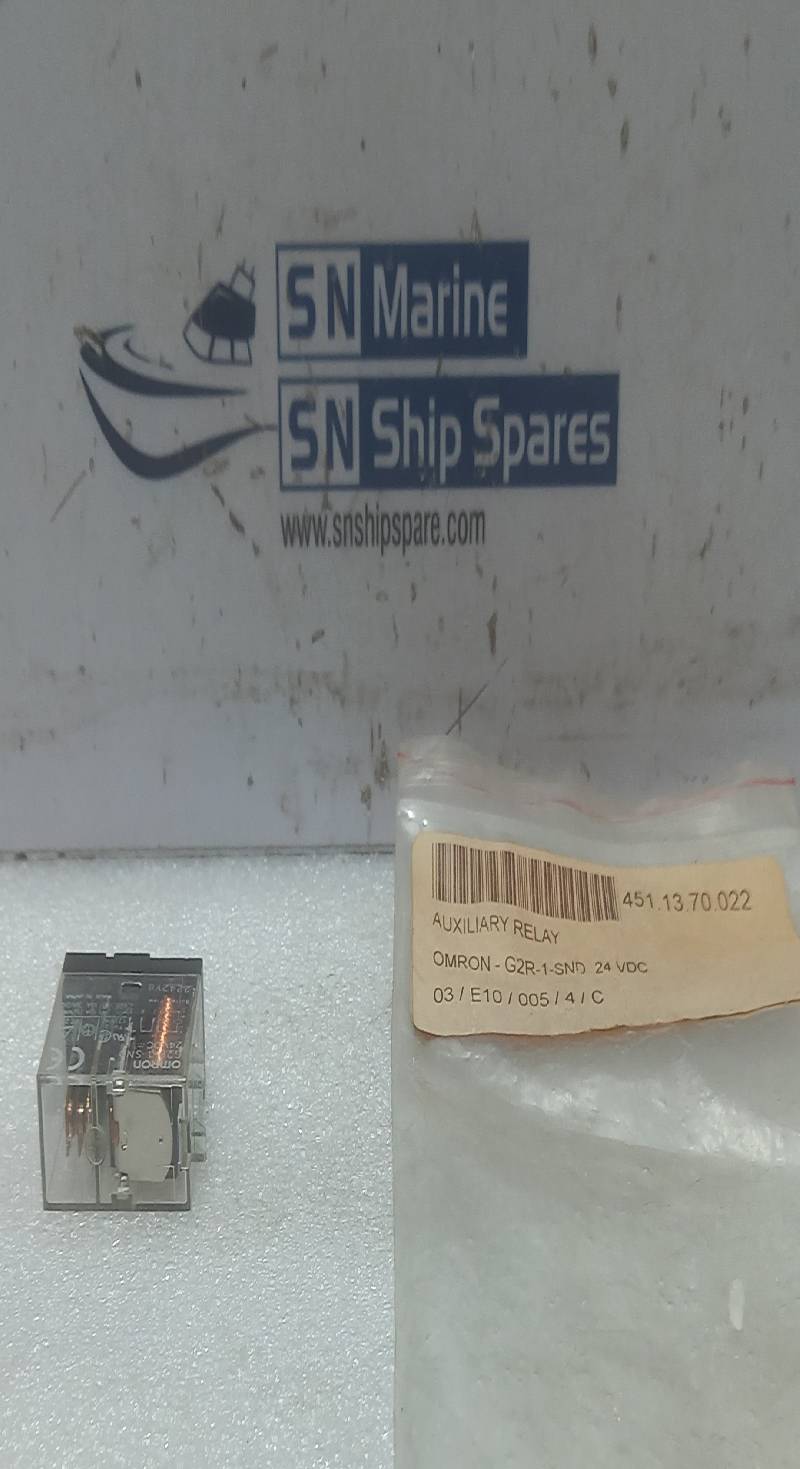 SN Marine
SN Ship Spares
www.snshipspare.com
451.13.70.022
AUXILIARY RELAY
OMRON - G2R-1-SND 24 VDC
03 / E10 / 005 / 4 / C
OMRON
CE